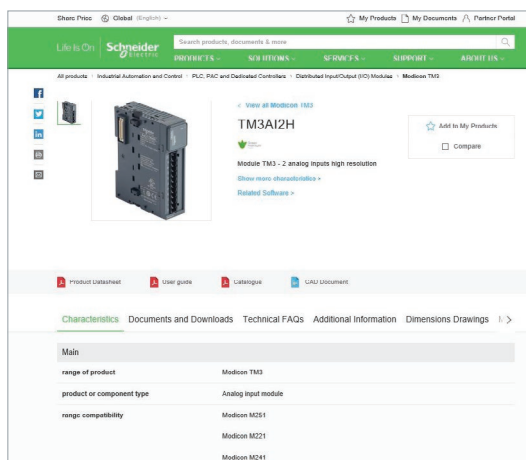 Share Price Global (English)
My Products My Documents Partner Portal
Life Is On Schneider Electric
Search products, documents & more
PRODUCTS SOLUTIONS SERVICES SUPPORT ABOUT US
All products Industrial Automation and Control PLC, PAC and Dedicated Controllers Distributed Input/Output (I/O) Modules Modicon TM3
< View all Modicon TM3
TM3AI2H
Add to My Products
Compare
Module TM3 - 2 analog inputs high resolution
Show more characteristics >
Related Software >
Product Datasheet User guide Catalogue CAD Document
Characteristics Documents and Downloads Technical FAQs Additional Information Dimensions Drawings
Main
range of product Modicon TM3
product or component type Analog input module
range compatibility Modicon M251
Modicon M221
Modicon M241